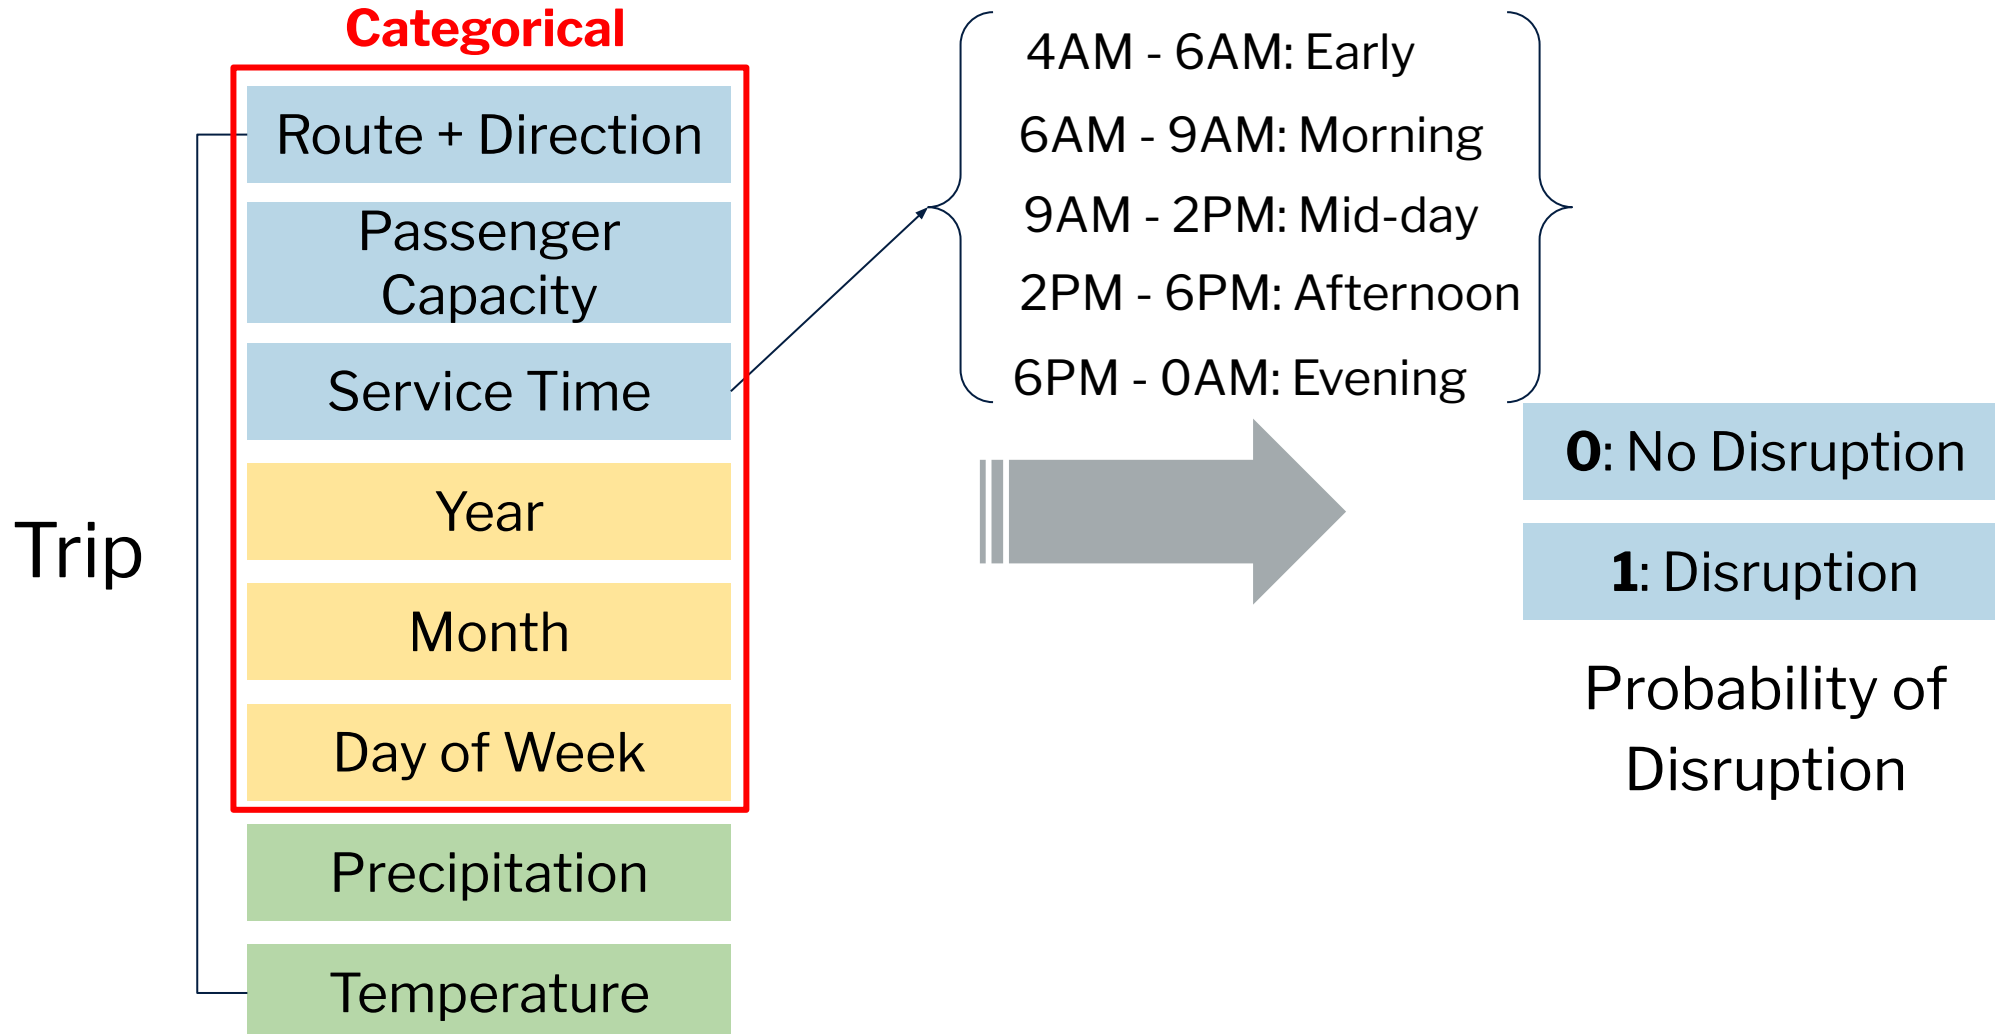 Categorical
Route + Direction
Passenger
Capacity
Service Time
Year
Month
Day of Week
Precipitation
Temperature
Trip
4AM - 6AM: Early
6AM - 9AM: Morning
9AM - 2PM: Mid-day
2PM - 6PM: Afternoon
6PM - 0AM: Evening
0: No Disruption
1: Disruption
Probability of
Disruption